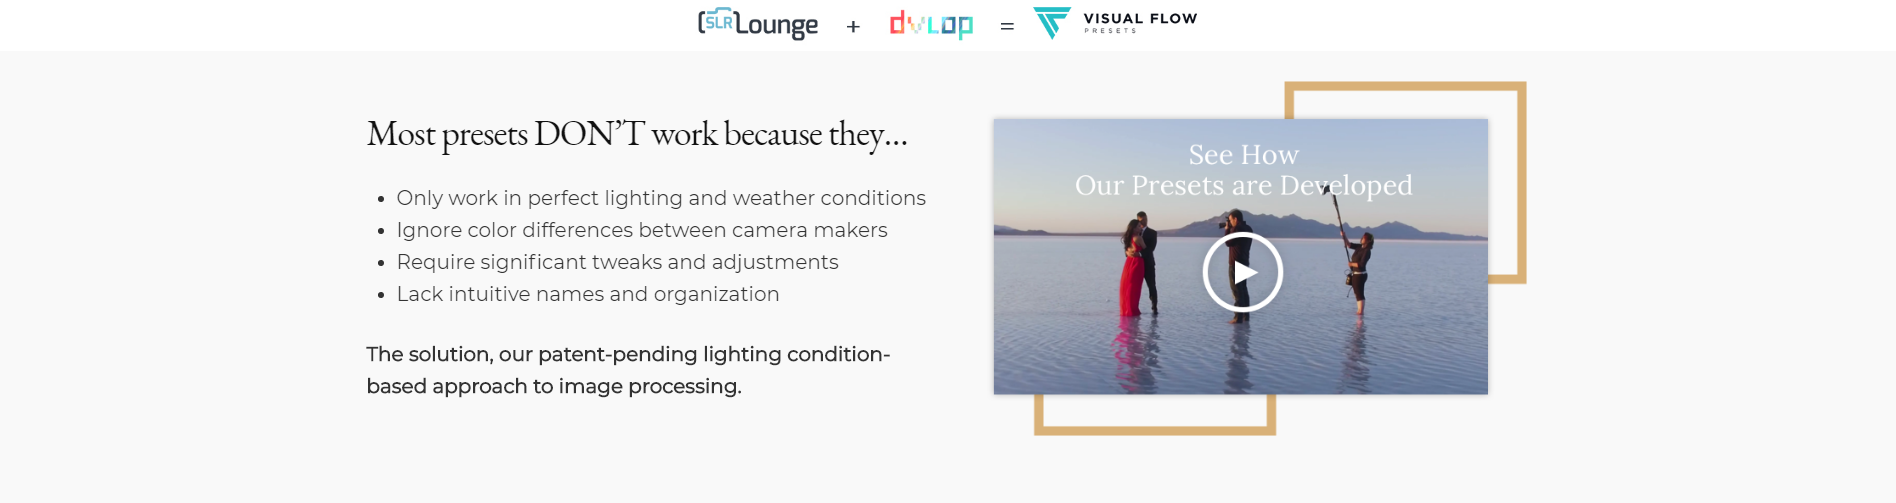 SLR Lounge + dvlop = VISUAL FLOW
PRESETS
Most presets DON’T work because they...
• Only work in perfect lighting and weather conditions
• Ignore color differences between camera makers
• Require significant tweaks and adjustments
• Lack intuitive names and organization
The solution, our patent-pending lighting condition-
based approach to image processing.
See How
Our Presets are Developed